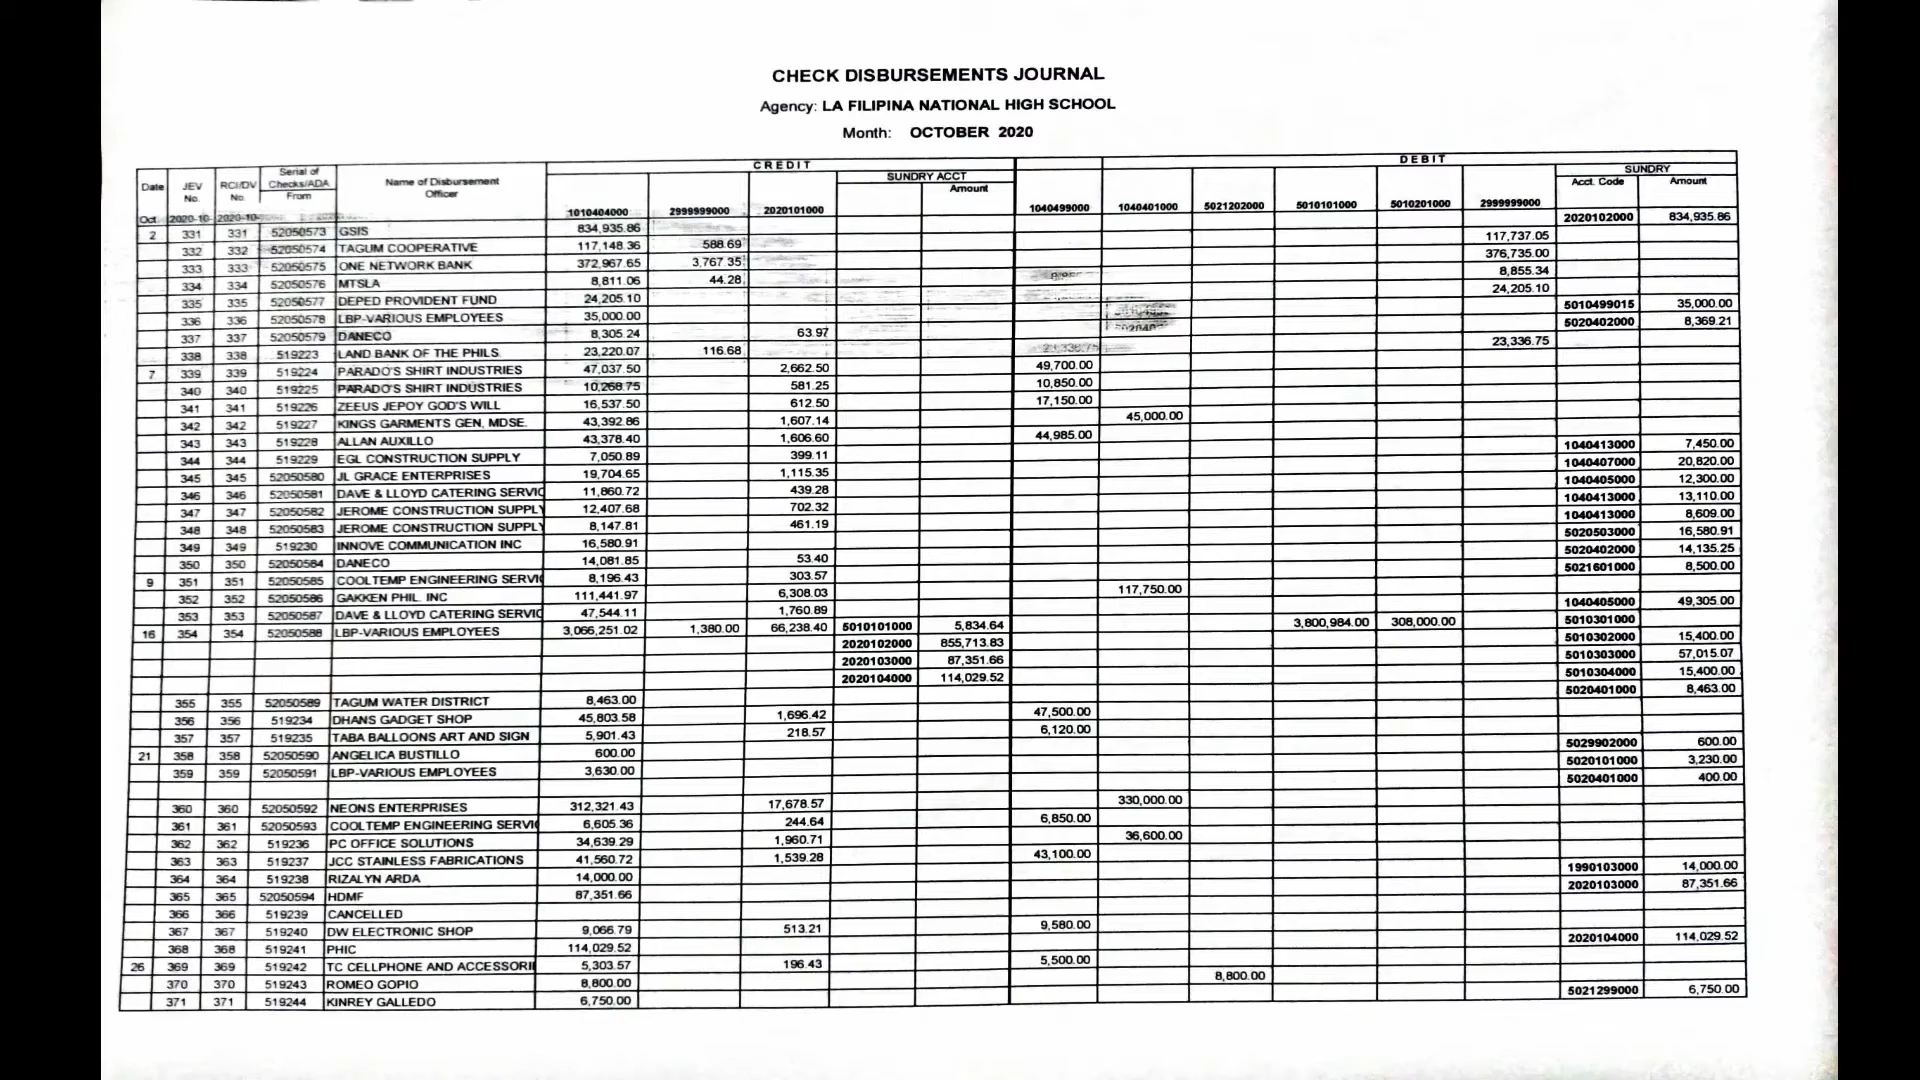 CHECK DISBURSEMENTS JOURNAL
Agency: LA FILIPINA NATIONAL HIGH SCHOOL
Month: OCTOBER 2020
CREDIT DEBIT
Date JEV No. RCI/DV No. Serial of Checks/ADA From Name of Disbursement Officer SUNDRY ACCT Amount SUNDRY Acct. Code Amount
Oct 2020-10- 2020-10- 1010404000 2999999000 2020101000 1040499000 1040401000 5021202000 5010101000 5010201000 2999999000
2 331 331 52050573 GSIS 834,935.86 2020102000 834,935.86
332 332 52050574 TAGUM COOPERATIVE 117,148.36 588.69 117,737.05
333 333 52050575 ONE NETWORK BANK 372,967.65 3,767.35 376,735.00
334 334 52050576 MTSLA 8,811.06 44.28 8,855.34
335 335 52050577 DEPED PROVIDENT FUND 24,205.10 24,205.10
336 336 52050578 LBP-VARIOUS EMPLOYEES 35,000.00 5010499015 35,000.00
337 337 52050579 DANECO 8,305.24 63.97 5020402000 8,369.21
338 338 519223 LAND BANK OF THE PHILS. 23,220.07 116.68 23,336.75
7 339 339 519224 PARADO'S SHIRT INDUSTRIES 47,037.50 2,662.50 49,700.00
340 340 519225 PARADO'S SHIRT INDUSTRIES 10,268.75 581.25 10,850.00
341 341 519226 ZEEUS JEPOY GOD'S WILL 16,537.50 612.50 17,150.00
342 342 519227 KINGS GARMENTS GEN. MDSE. 43,392.86 1,607.14 45,000.00
343 343 519228 ALLAN AUXILLO 43,378.40 1,606.60 44,985.00
344 344 519229 EGL CONSTRUCTION SUPPLY 7,050.89 399.11 1040413000 7,450.00
345 345 52050580 JL GRACE ENTERPRISES 19,704.65 1,115.35 1040407000 20,820.00
346 346 52050581 DAVE & LLOYD CATERING SERVIC 11,860.72 439.28 1040405000 12,300.00
347 347 52050582 JEROME CONSTRUCTION SUPPLY 12,407.68 702.32 1040413000 13,110.00
348 348 52050583 JEROME CONSTRUCTION SUPPLY 8,147.81 461.19 1040413000 8,609.00
349 349 519230 INNOVE COMMUNICATION INC 16,580.91 5020503000 16,580.91
350 350 52050584 DANECO 14,081.85 53.40 5020402000 14,135.25
9 351 351 52050585 COOLTEMP ENGINEERING SERVI 8,196.43 303.57 5021601000 8,500.00
352 352 52050586 GAKKEN PHIL. INC 111,441.97 6,308.03 117,750.00
353 353 52050587 DAVE & LLOYD CATERING SERVIC 47,544.11 1,760.89 1040405000 49,305.00
16 354 354 52050588 LBP-VARIOUS EMPLOYEES 3,066,251.02 1,380.00 66,238.40 5010101000 5,834.64 3,800,984.00 308,000.00 5010301000
2020102000 855,713.83 5010302000 15,400.00
2020103000 87,351.66 5010303000 57,015.07
2020104000 114,029.52 5010304000 15,400.00
355 355 52050589 TAGUM WATER DISTRICT 8,463.00 5020401000 8,463.00
356 356 519234 DHANS GADGET SHOP 45,803.58 1,696.42 47,500.00
357 357 519235 TABA BALLOONS ART AND SIGN 5,901.43 218.57 6,120.00
21 358 358 52050590 ANGELICA BUSTILLO 600.00 5029902000 600.00
359 359 52050591 LBP-VARIOUS EMPLOYEES 3,630.00 5020101000 3,230.00
5020401000 400.00
360 360 52050592 NEONS ENTERPRISES 312,321.43 17,678.57 330,000.00
361 361 52050593 COOLTEMP ENGINEERING SERVI 6,605.36 244.64 6,850.00
362 362 519236 PC OFFICE SOLUTIONS 34,639.29 1,960.71 36,600.00
363 363 519237 JCC STAINLESS FABRICATIONS 41,560.72 1,539.28 43,100.00
364 364 519238 RIZALYN ARDA 14,000.00 1990103000 14,000.00
365 365 52050594 HDMF 87,351.66 2020103000 87,351.66
366 366 519239 CANCELLED
367 367 519240 DW ELECTRONIC SHOP 9,066.79 513.21 9,580.00
368 368 519241 PHIC 114,029.52 2020104000 114,029.52
26 369 369 519242 TC CELLPHONE AND ACCESSORI 5,303.57 196.43 5,500.00
370 370 519243 ROMEO GOPIO 8,800.00 8,800.00
371 371 519244 KINREY GALLEDO 6,750.00 5021299000 6,750.00